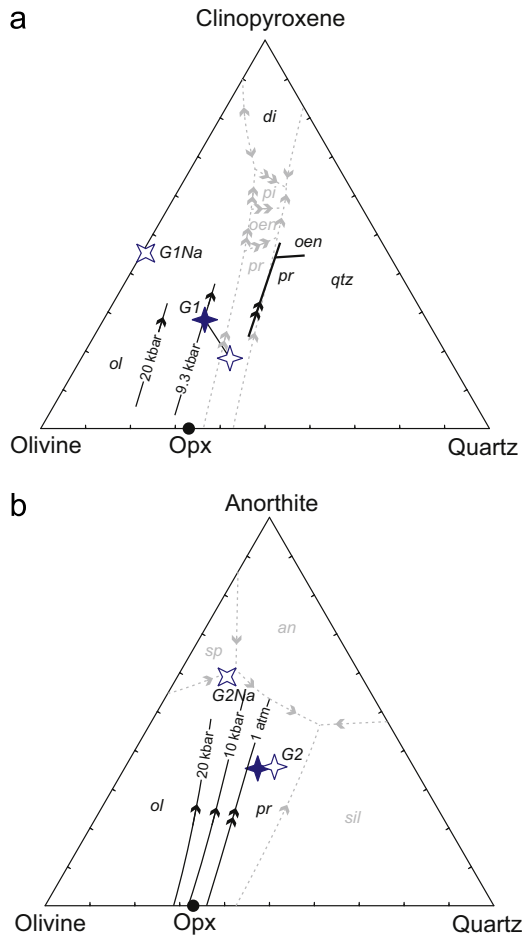 a
Clinopyroxene
di
pi
oen
oen
pr
pr
qtz
G1Na
G1
ol
20 kbar
9.3 kbar
Olivine
Opx
Quartz
b
Anorthite
an
sp
G2Na
20 kbar
10 kbar
1 atm
G2
ol
pr
sil
Olivine
Opx
Quartz